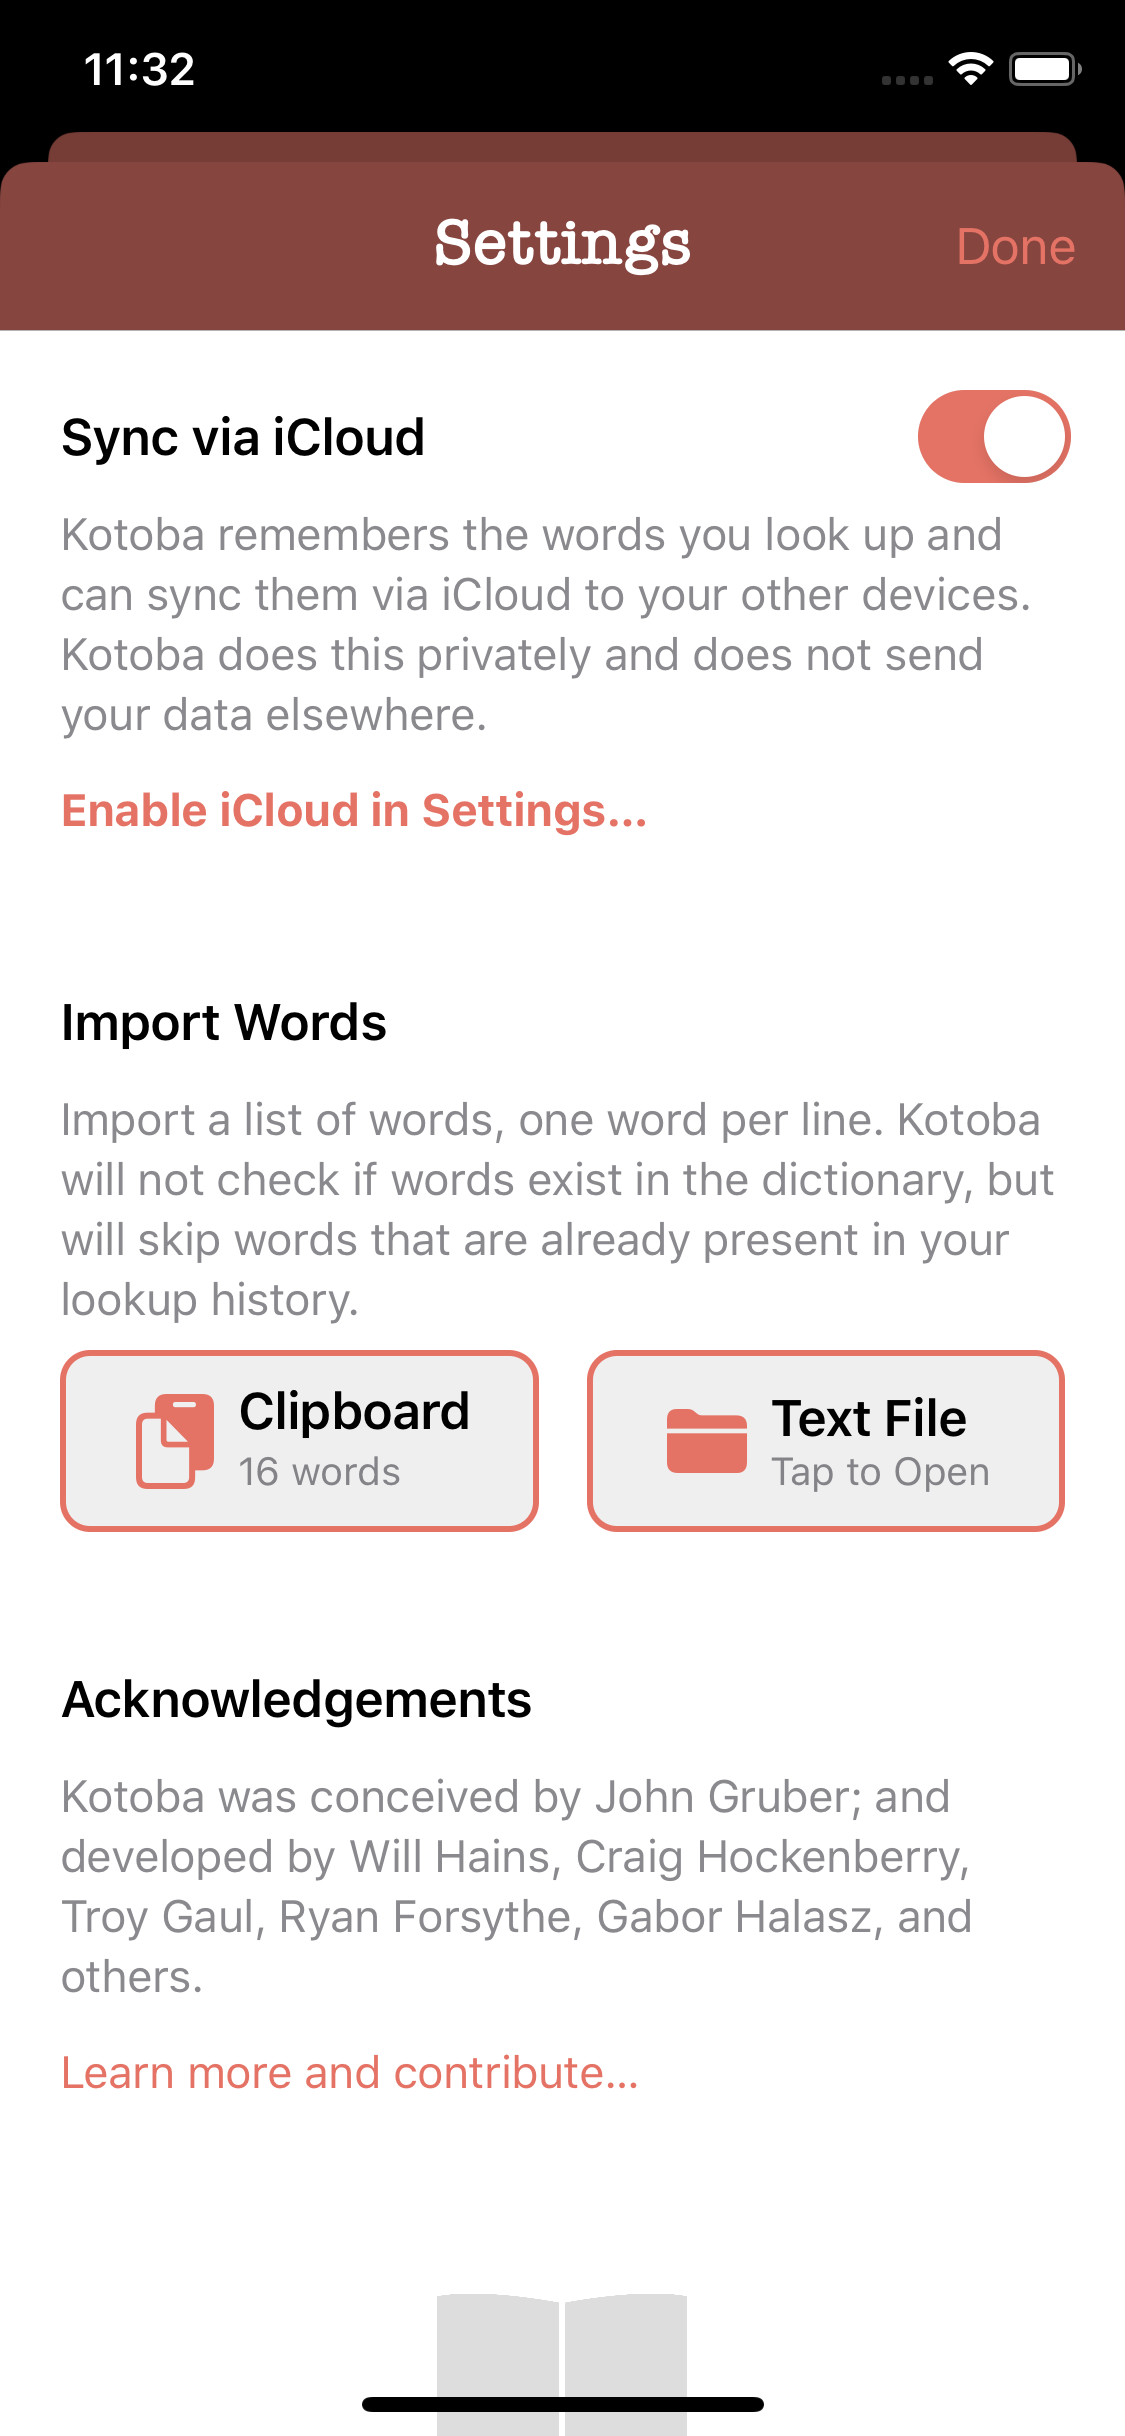 11:32
Settings
Done
Sync via iCloud
Kotoba remembers the words you look up and
can sync them via iCloud to your other devices.
Kotoba does this privately and does not send
your data elsewhere.
Enable iCloud in Settings...
Import Words
Import a list of words, one word per line. Kotoba
will not check if words exist in the dictionary, but
will skip words that are already present in your
lookup history.
Clipboard
16 words
Text File
Tap to Open
Acknowledgements
Kotoba was conceived by John Gruber; and
developed by Will Hains, Craig Hockenberry,
Troy Gaul, Ryan Forsythe, Gabor Halasz, and
others.
Learn more and contribute...